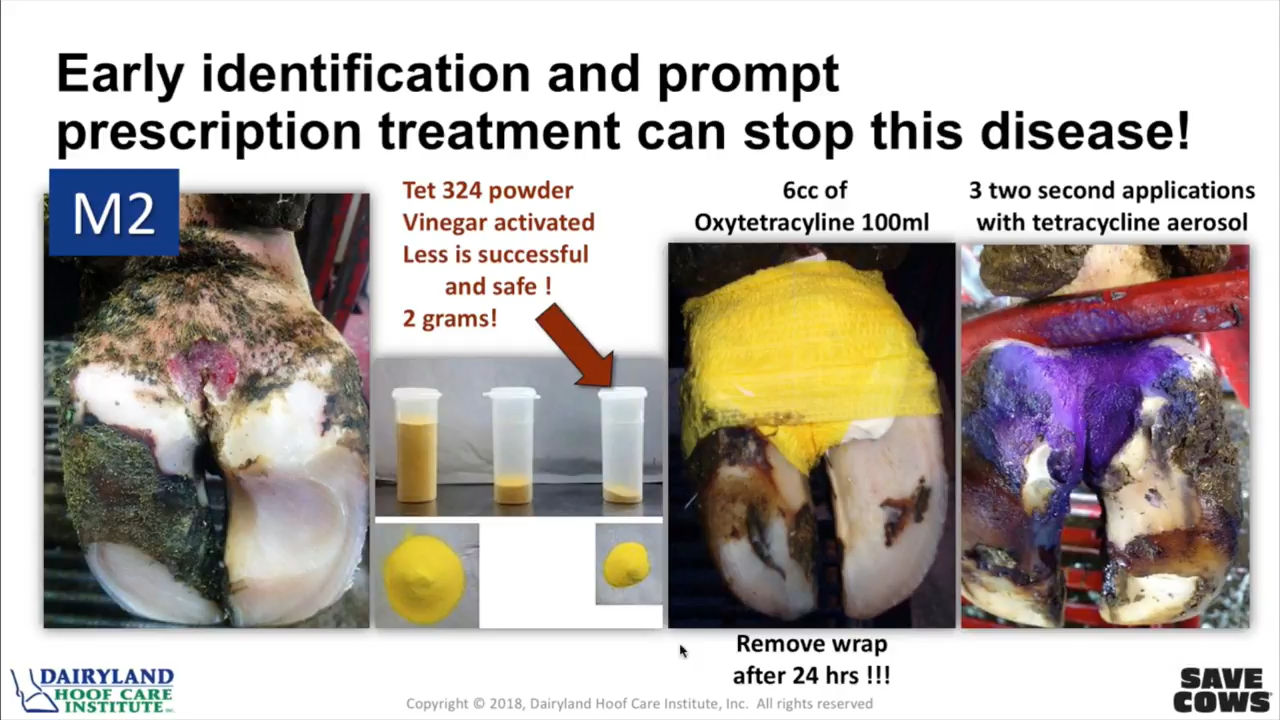 Early identification and prompt
prescription treatment can stop this disease!
M2
Tet 324 powder
Vinegar activated
Less is successful
and safe !
2 grams!
6cc of
Oxytetracyline 100ml
3 two second applications
with tetracycline aerosol
Remove wrap
after 24 hrs !!!
DAIRYLAND
HOOF CARE
INSTITUTE
Copyright © 2018, Dairyland Hoof Care Institute, Inc. All rights reserved
SAVE
COWS